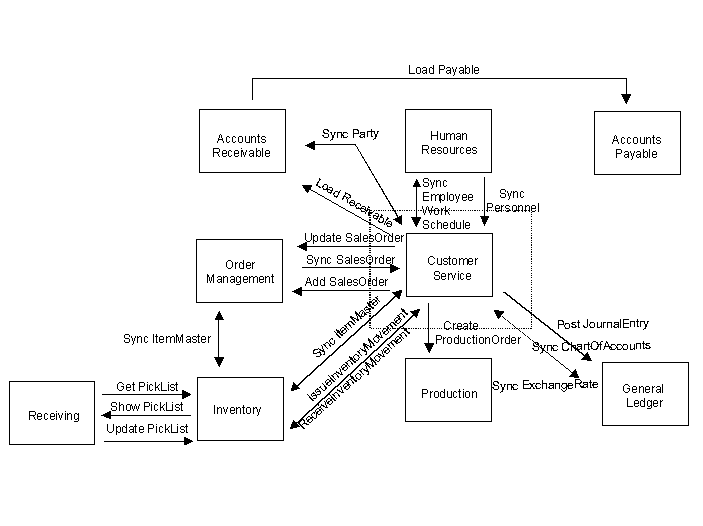 Load Payable
Accounts
Receivable
Sync Party
Human
Resources
Accounts
Payable
Load Receivable
Sync
Employee
Work
Schedule
Sync
Personnel
Update SalesOrder
Order
Management
Sync SalesOrder
Customer
Service
Add SalesOrder
Sync ItemMaster
Sync ItemMaster
IssueInventoryMovement
ReceiveInventoryMovement
Create
ProductionOrder
Post JournalEntry
Sync ChartOfAccounts
Sync ExchangeRate
Get PickList
Receiving
Show PickList
Inventory
Update PickList
Production
General
Ledger